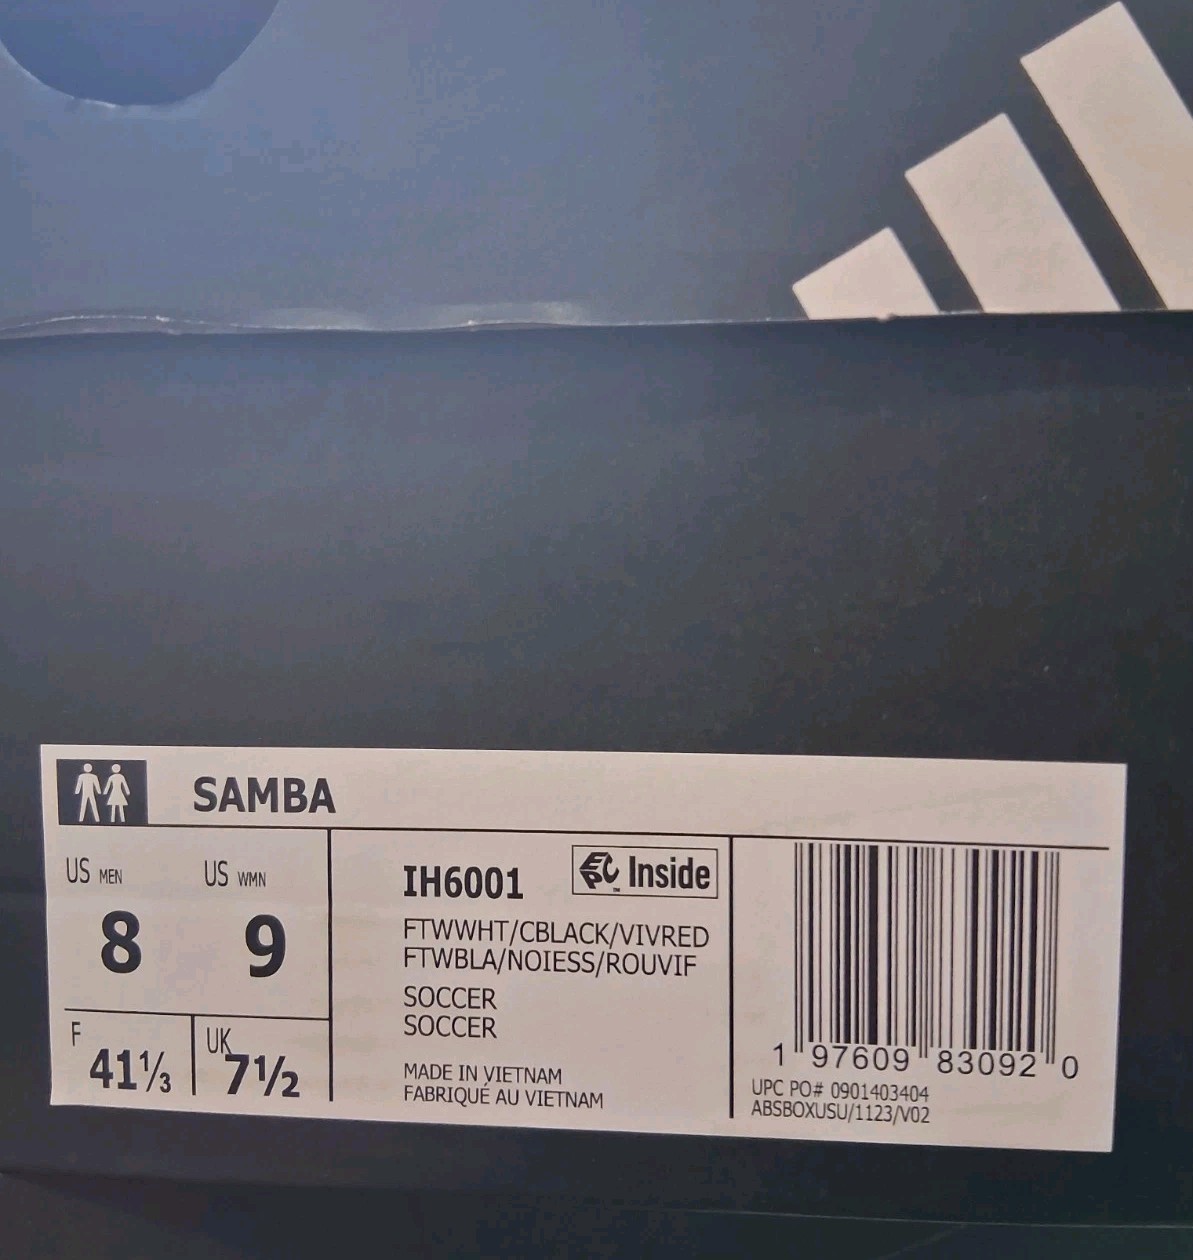 SAMBA
US MEN US WMN
8 9
F 41⅓ UK 7½
IH6001 EPC™ Inside
FTWWHT/CBLACK/VIVRED
FTWBLA/NOIESS/ROUVIF
SOCCER
SOCCER
MADE IN VIETNAM
FABRIQUÉ AU VIETNAM
1 97609 83092 0
UPC PO# 0901403404
ABSBOXUSU/1123/V02